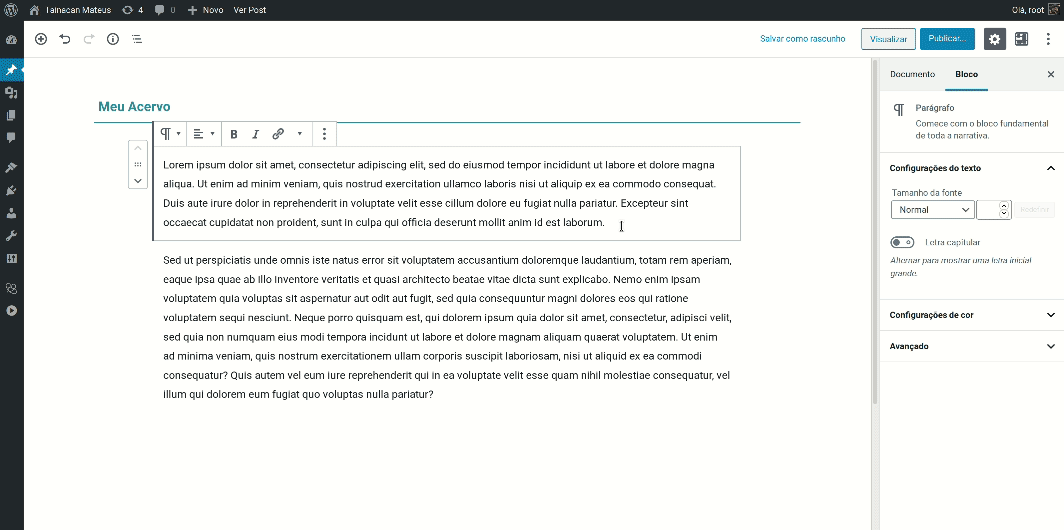 Tainacan Mateus 4 0 Novo Ver Post Olá, root
Salvar como rascunho Visualizar Publicar...
Documento Bloco
Meu Acervo
Parágrafo
Comece com o bloco fundamental
de toda a narrativa.
Lorem ipsum dolor sit amet, consectetur adipiscing elit, sed do eiusmod tempor incididunt ut labore et dolore magna
aliqua. Ut enim ad minim veniam, quis nostrud exercitation ullamco laboris nisi ut aliquip ex ea commodo consequat.
Duis aute irure dolor in reprehenderit in voluptate velit esse cillum dolore eu fugiat nulla pariatur. Excepteur sint
occaecat cupidatat non proident, sunt in culpa qui officia deserunt mollit anim id est laborum.
Sed ut perspiciatis unde omnis iste natus error sit voluptatem accusantium doloremque laudantium, totam rem aperiam,
eaque ipsa quae ab illo inventore veritatis et quasi architecto beatae vitae dicta sunt explicabo. Nemo enim ipsam
voluptatem quia voluptas sit aspernatur aut odit aut fugit, sed quia consequuntur magni dolores eos qui ratione
voluptatem sequi nesciunt. Neque porro quisquam est, qui dolorem ipsum quia dolor sit amet, consectetur, adipisci velit,
sed quia non numquam eius modi tempora incidunt ut labore et dolore magnam aliquam quaerat voluptatem. Ut enim
ad minima veniam, quis nostrum exercitationem ullam corporis suscipit laboriosam, nisi ut aliquid ex ea commodi
consequatur? Quis autem vel eum iure reprehenderit qui in ea voluptate velit esse quam nihil molestiae consequatur, vel
illum qui dolorem eum fugiat quo voluptas nulla pariatur?
Configurações do texto
Tamanho da fonte
Normal Redefinir
Letra capitular
Alternar para mostrar uma letra inicial
grande.
Configurações de cor
Avançado